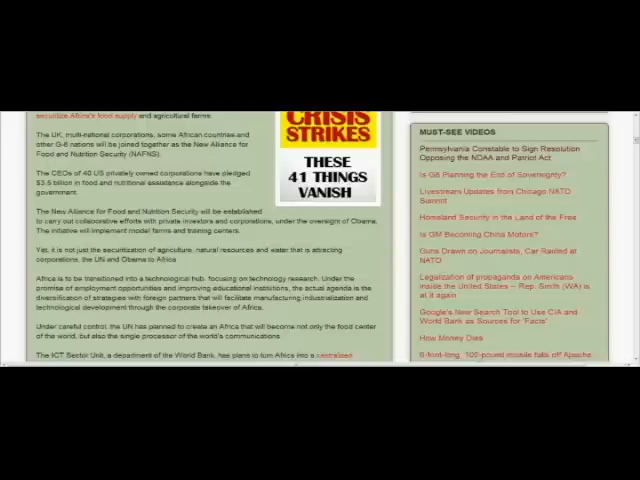 securitize Africa's food supply and agricultural farms.
The UK, multi-national corporations, some African countries and
other G-8 nations will be joined together as the New Alliance for
Food and Nutrition Security (NAFNS).
The CEOs of 40 US privately owned corporations have pledged
$3.5 billion in food and nutritional assistance alongside the
government.
The New Alliance for Food and Nutrition Security will be established
to carry out collaborative efforts with private investors and corporations, under the oversight of Obama.
The initiative will implement model farms and training centers.
Yet, it is not just the securitization of agriculture, natural resources and water that is attracting
corporations, the UN and Obama to Africa
Africa is to be transitioned into a technological hub, focusing on technology research. Under the
promise of employment opportunities and improving educational institutions, the actual agenda is the
diversification of strategies with foreign partners that will facilitate manufacturing, industrialization and
technological development through the corporate takeover of Africa.
Under careful control, the UN has planned to create an Africa that will become not only the food center
of the world, but also the single processor of the world's communications.
The ICT Sector Unit, a department of the World Bank, has plans to turn Africa into a centralized
CRISIS
STRIKES
THESE
41 THINGS
VANISH
MUST-SEE VIDEOS
Pennsylvania Constable to Sign Resolution
Opposing the NDAA and Patriot Act
Is G8 Planning the End of Sovereignty?
Livestream Updates from Chicago NATO
Summit
Homeland Security in the Land of the Free
Is GM Becoming China Motors?
Guns Drawn on Journalists, Car Raided at
NATO
Legalization of propaganda on Americans
inside the United States – Rep. Smith (WA) is
at it again
Google's New Search Tool to Use CIA and
World Bank as Sources for 'Facts'
How Money Dies
6-foot-long, 100-pound missile falls off Apache